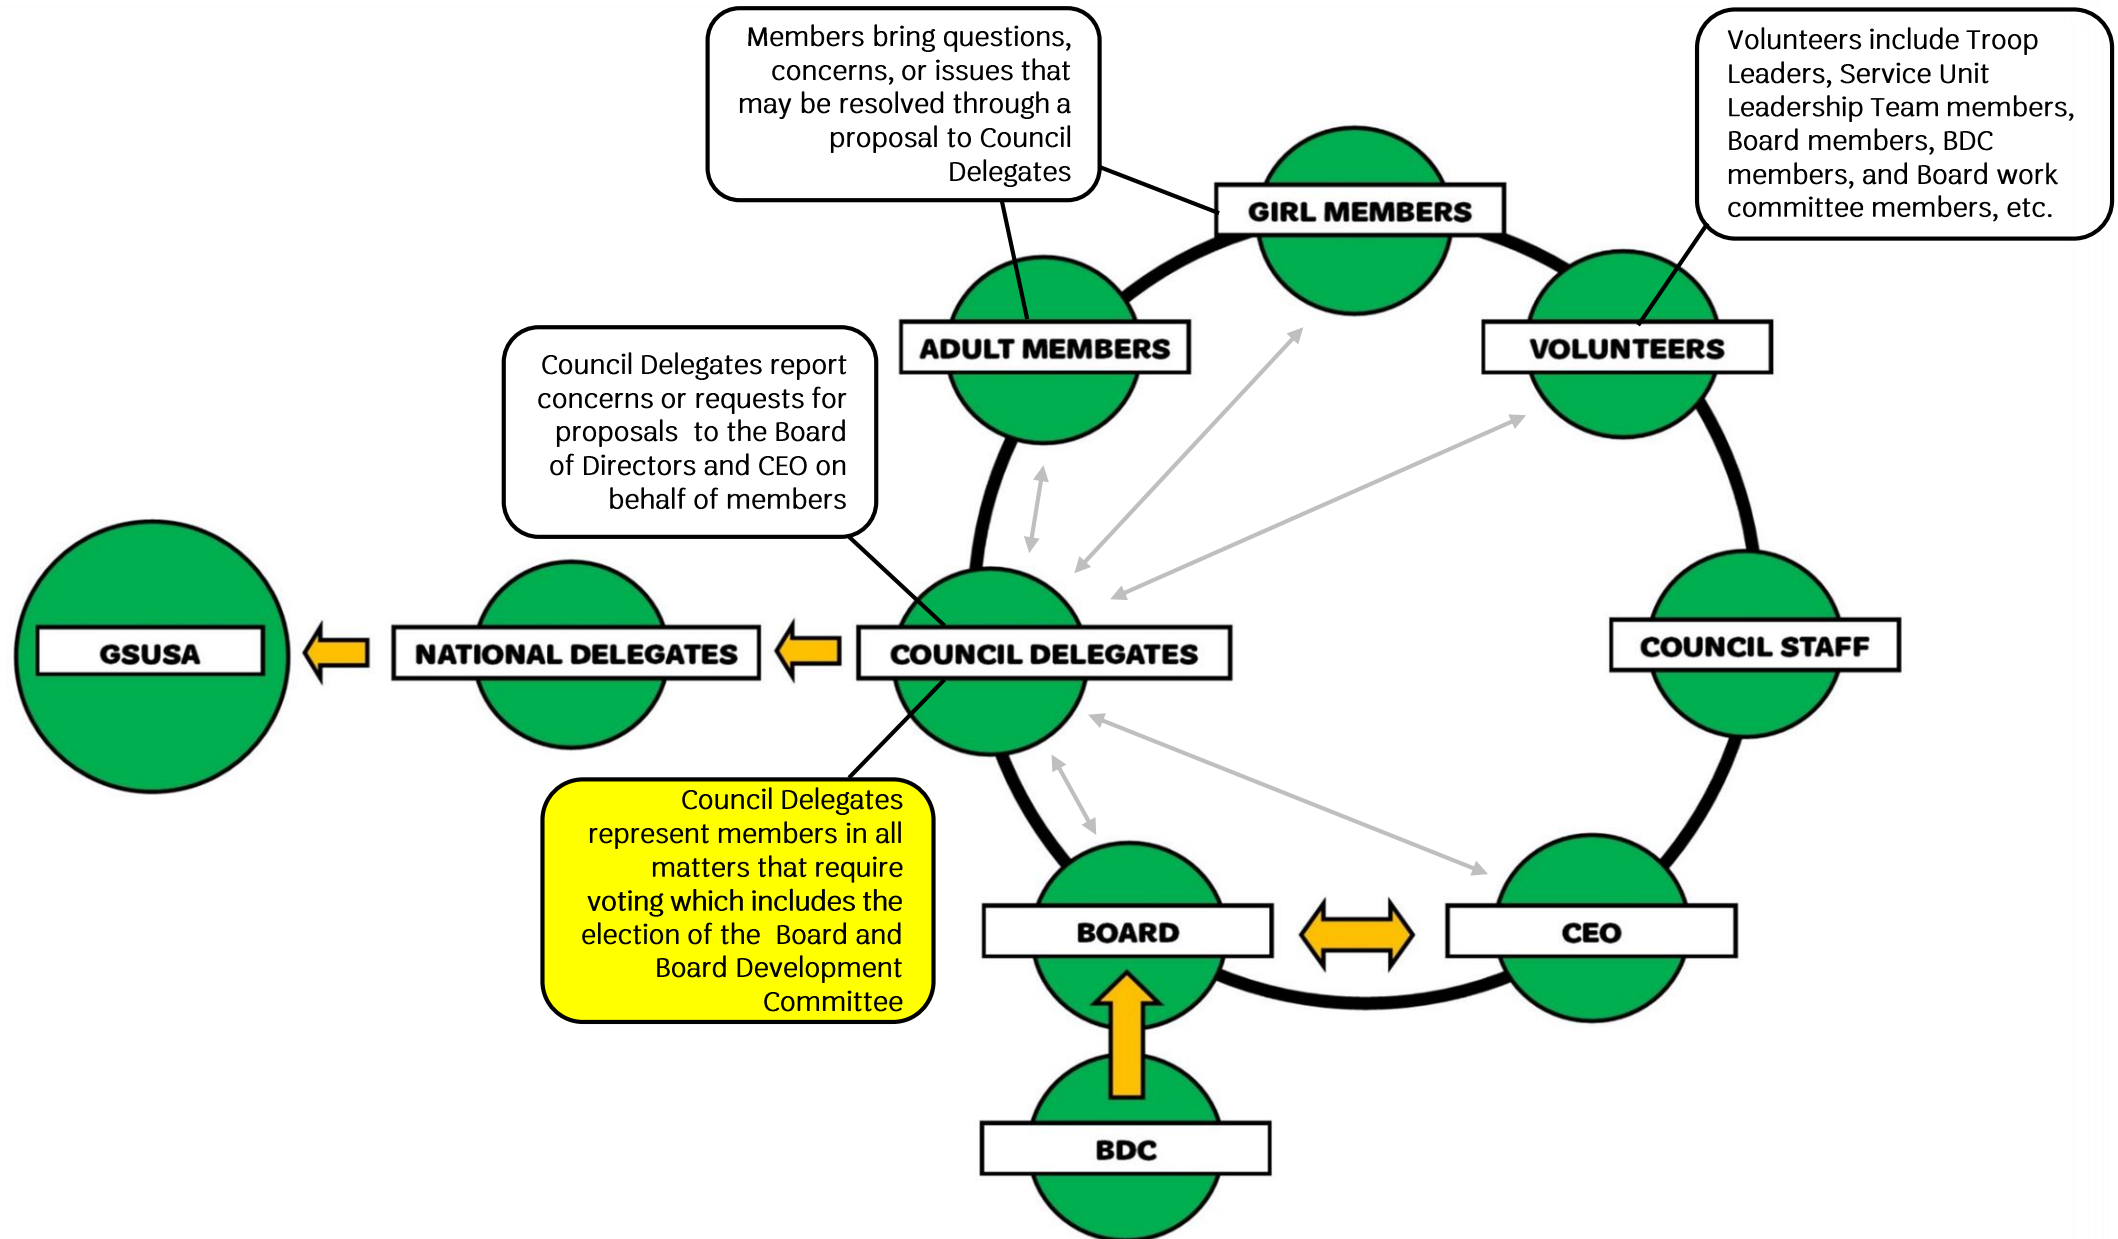 Members bring questions,
concerns, or issues that
may be resolved through a
proposal to Council
Delegates
Volunteers include Troop
Leaders, Service Unit
Leadership Team members,
Board members, BDC
members, and Board work
committee members, etc.
GIRL MEMBERS
ADULT MEMBERS
VOLUNTEERS
Council Delegates report
concerns or requests for
proposals  to the Board
of Directors and CEO on
behalf of members
GSUSA
NATIONAL DELEGATES
COUNCIL DELEGATES
COUNCIL STAFF
Council Delegates
represent members in all
matters that require
voting which includes the
election of the  Board and
Board Development
Committee
BOARD
CEO
BDC